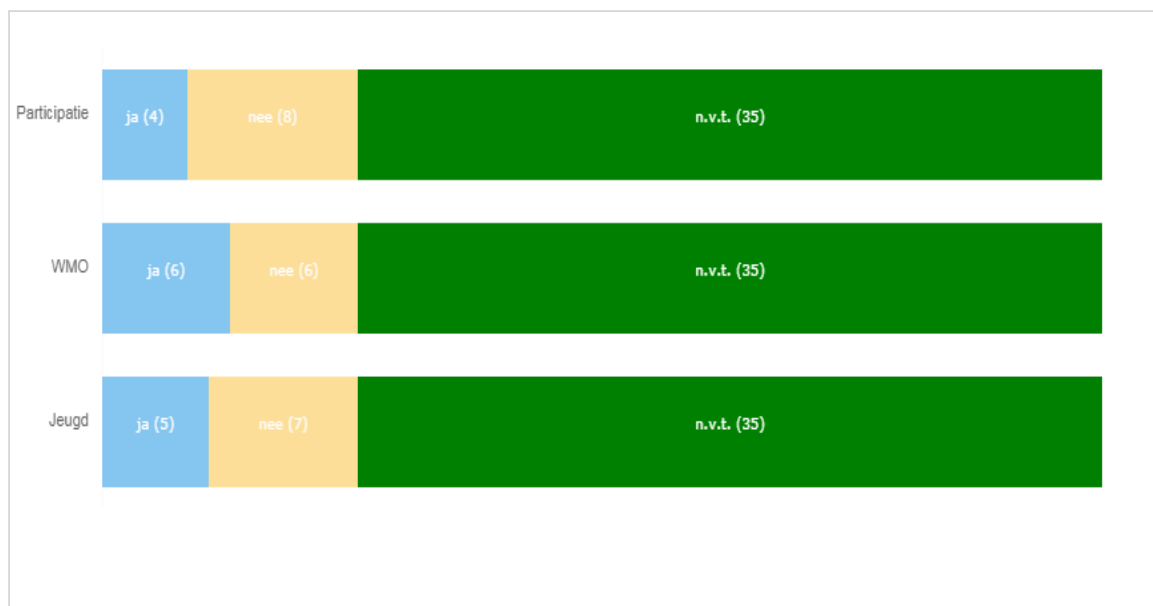 Participatie ja (4) nee (8) n.v.t. (35)
WMO ja (6) nee (6) n.v.t. (35)
Jeugd ja (5) nee (7) n.v.t. (35)